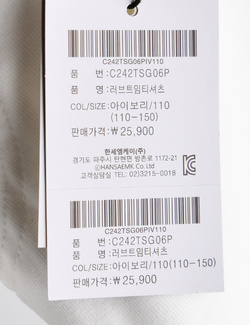 C242TSG06PIV110
품 번 : C242TSG06P
품 명 : 러브트임티셔츠
COL/SIZE: 아이보리/110
(110-150)
판매가격 : ₩ 25,900
한세엠케이(주)
경기도 파주시 탄현면 방촌로 1172-21
ⓒHANSAEMK Co.Ltd
고객상담실 TEL:02)3215-0018
C242TSG06PIV110
품 번 : C242TSG06P
품 명 : 러브트임티셔츠
COL/SIZE: 아이보리/110(110-150)
판매가격 : ₩ 25,900